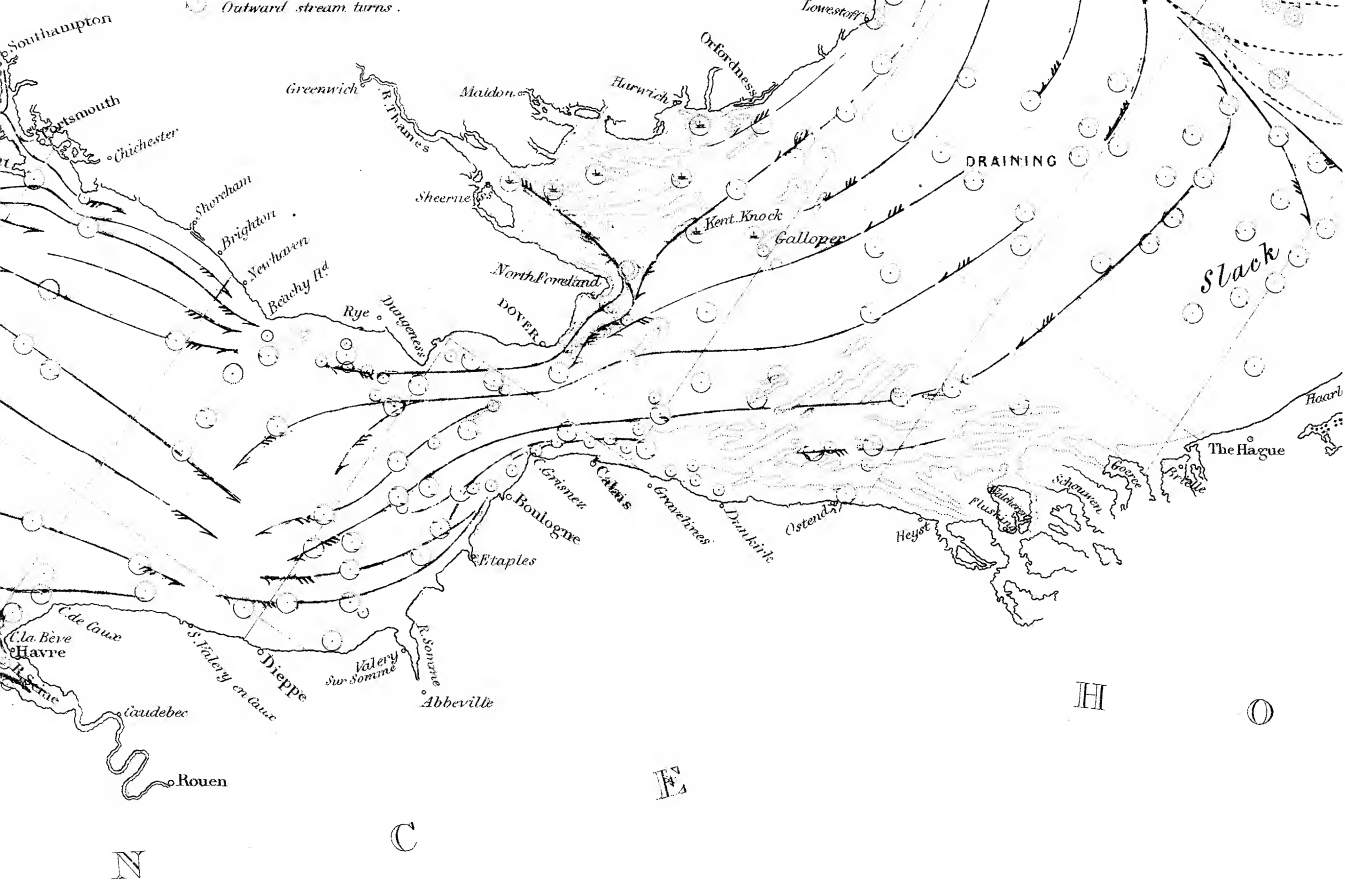 Outward stream turns.
Lowestoff
Southampton
Orfordness
Harwich
Maldon
Greenwich
R. Thames
Portsmouth
Chichester
DRAINING
Sheerness
Shoreham
Kent Knock
Brighton
Galloper
Newhaven
Slack
North Foreland
Beachy Hd
DOVER
Rye
Dungeness
Haarl
The Hague
Brielle
Goeree
C. Grisnez
Calais
Schouwen
Walcheren
Flushing
Gravelines
Boulogne
Dunkirk
Ostend
Heyst
Etaples
C. de Caux
C. la Bève
Havre
R. Seine
S. Valery en Caux
Dieppe
Valery
Sur Somme
R. Somme
Abbeville
Caudebec
Rouen
H O
E
C
N